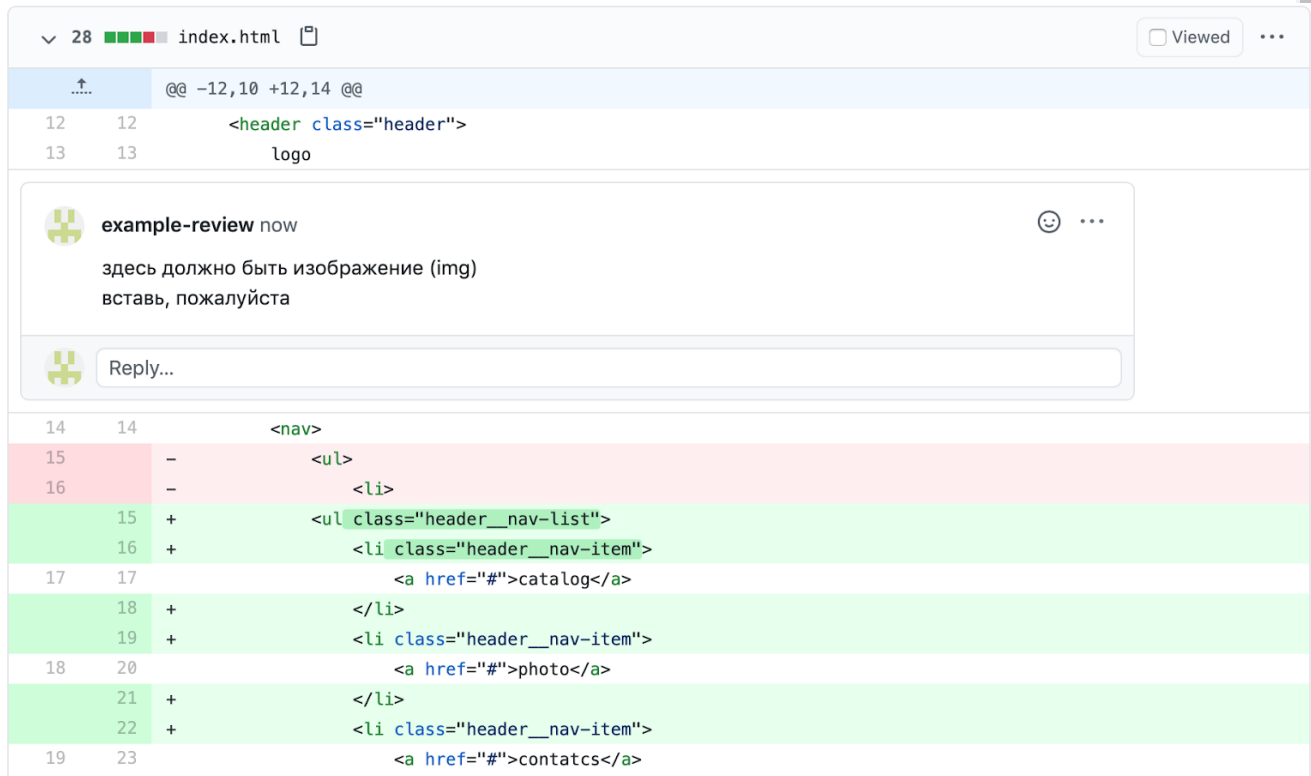 28 index.html Viewed
@@ -12,10 +12,14 @@
12 12 <header class="header">
13 13 logo
example-review now
здесь должно быть изображение (img)
вставь, пожалуйста
Reply...
14 14 <nav>
15 - <ul>
16 - <li>
15 + <ul class="header__nav-list">
16 + <li class="header__nav-item">
17 17 <a href="#">catalog</a>
18 + </li>
19 + <li class="header__nav-item">
18 20 <a href="#">photo</a>
21 + </li>
22 + <li class="header__nav-item">
19 23 <a href="#">contatcs</a>